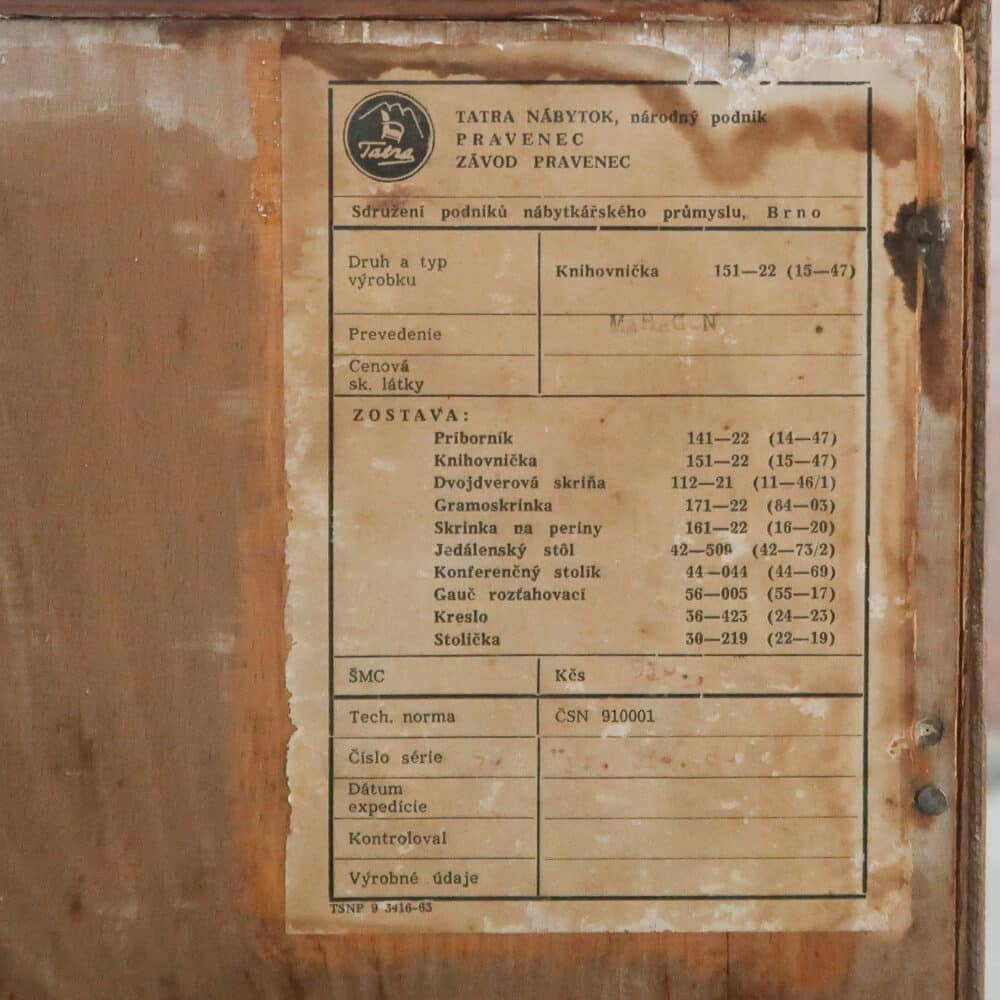 Tatra
TATRA NÁBYTOK, národný podnik
PRAVENEC
ZÁVOD PRAVENEC
Sdružení podniků nábytkářského průmyslu, Brno
Druh a typ
výrobku
Knihovnička 151—22 (15—47)
Prevedenie
Cenová
sk. látky
ZOSTAVA:
Príborník 141—22 (14—47)
Knihovnička 151—22 (15—47)
Dvojdverová skriňa 112—21 (11—46/1)
Gramoskrinka 171—22 (84—03)
Skrinka na periny 161—22 (16—20)
Jedálenský stôl 42—500 (42—73/2)
Konferenčný stolík 44—044 (44—69)
Gauč rozťahovací 56—005 (55—17)
Kreslo 36—423 (24—23)
Stolička 30—219 (22—19)
ŠMC Kčs
Tech. norma ČSN 910001
Číslo série
Dátum
expedície
Kontroloval
Výrobné údaje
TSNP 9 3416-63